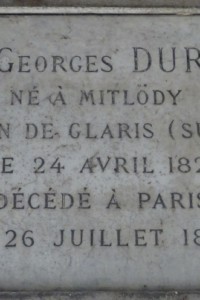 GEORGES DUR
NÉ À MITLÖDY
N DE GLARIS (SU
E 24 AVRIL 182
DÉCÉDÉ À PARIS
26 JUILLET 18